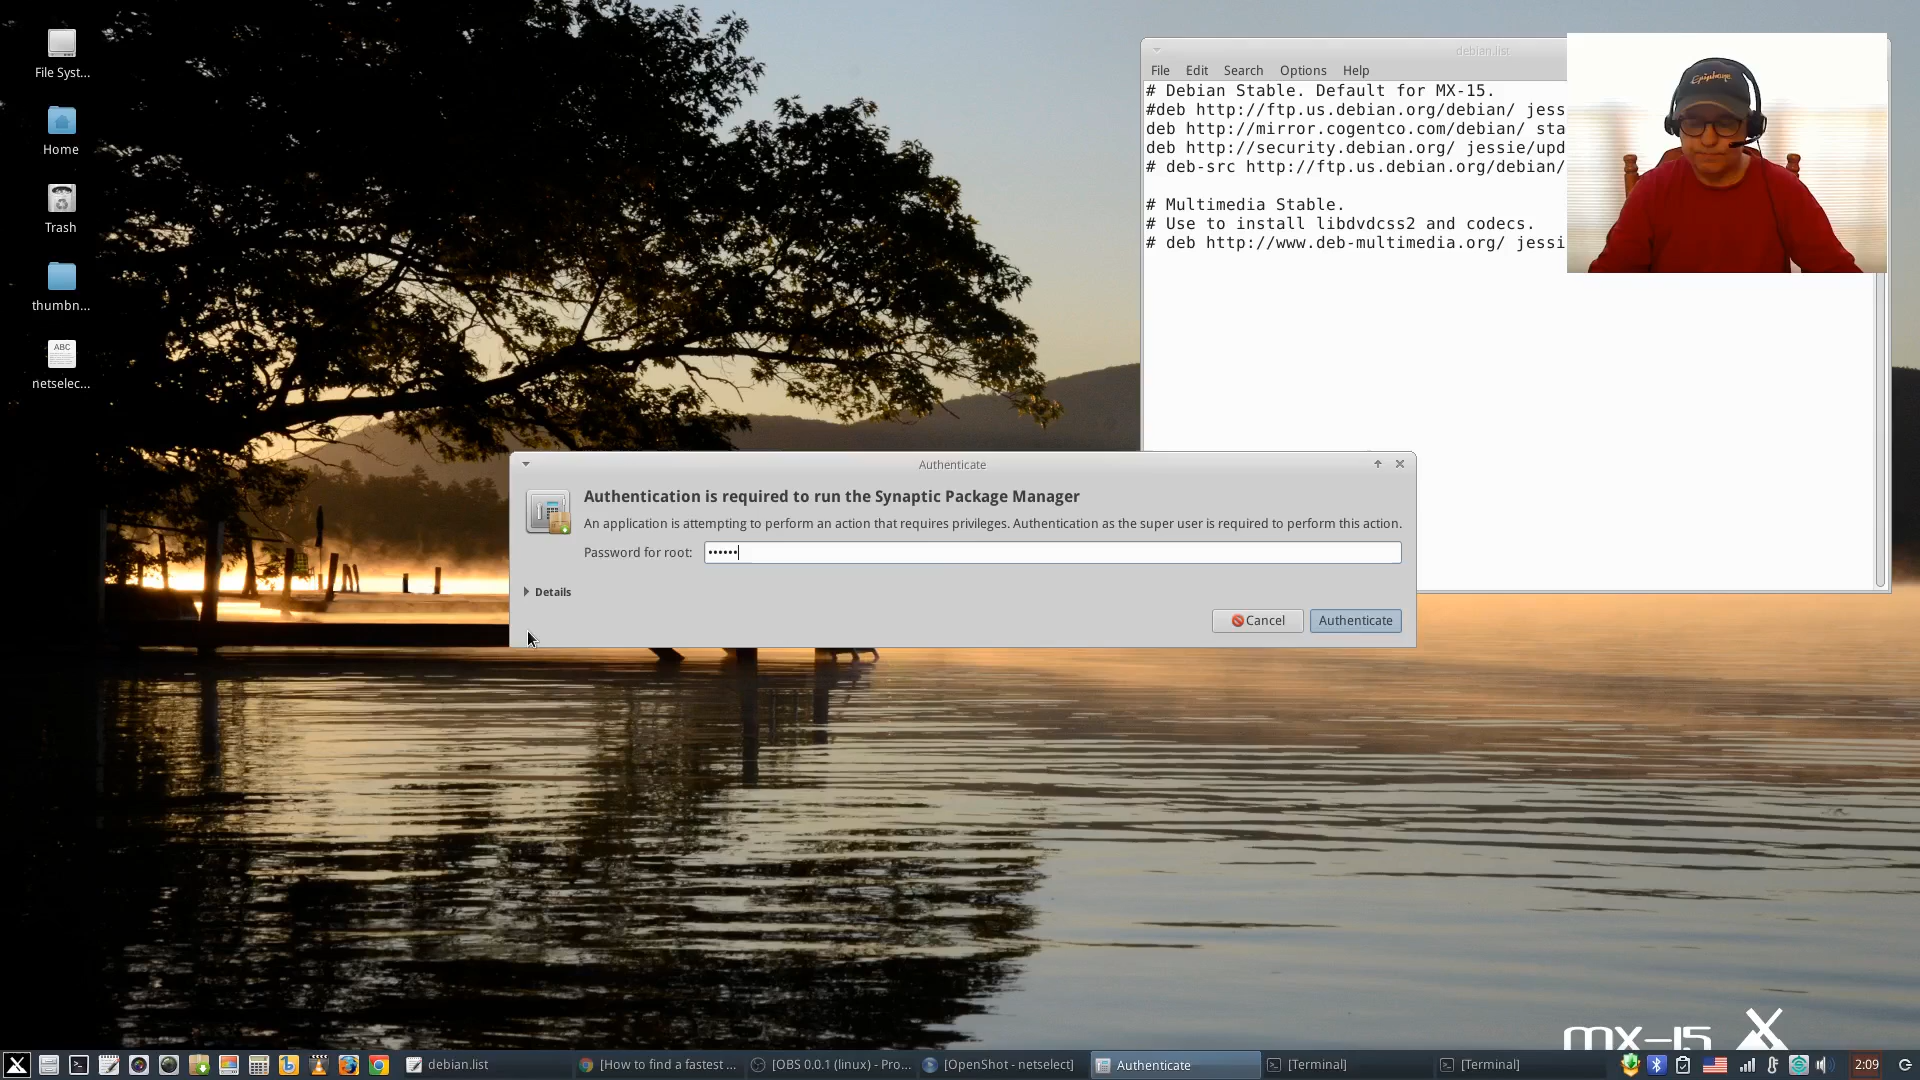 File Syst...
Home
Trash
thumbn...
ABC
netselec...
debian.list
File Edit Search Options Help
# Debian Stable. Default for MX-15.
#deb http://ftp.us.debian.org/debian/ jess
deb http://mirror.cogentco.com/debian/ sta
deb http://security.debian.org/ jessie/upd
# deb-src http://ftp.us.debian.org/debian/
# Multimedia Stable.
# Use to install libdvdcss2 and codecs.
# deb http://www.deb-multimedia.org/ jessi
Epiphone
Authenticate
Authentication is required to run the Synaptic Package Manager
An application is attempting to perform an action that requires privileges. Authentication as the super user is required to perform this action.
Password for root: ••••••
Details
Cancel Authenticate
mx-15
debian.list [How to find a fastest ... [OBS 0.0.1 (linux) - Pro... [OpenShot - netselect] Authenticate [Terminal] [Terminal] 2:09